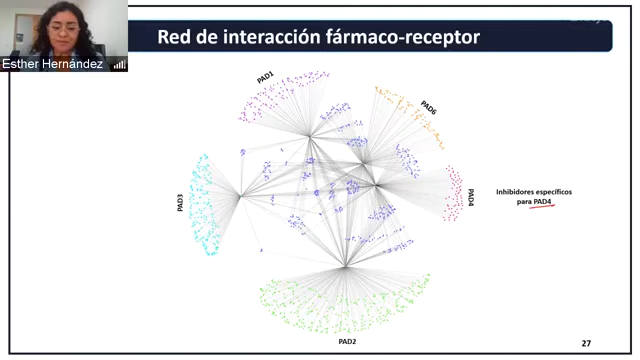 Esther Hernández
Red de interacción fármaco-receptor
PAD1
PAD6
PAD3
PAD4
Inhibidores específicos
para PAD4
PAD2
27